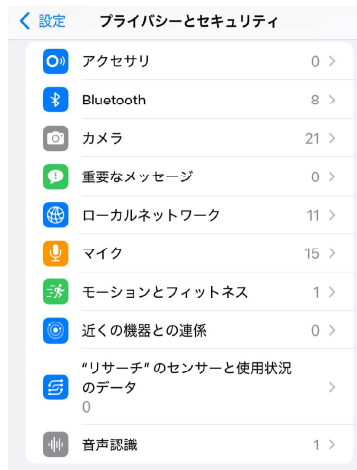 設定 プライバシーとセキュリティ
アクセサリ 0
Bluetooth 8
カメラ 21
重要なメッセージ 0
ローカルネットワーク 11
マイク 15
モーションとフィットネス 1
近くの機器との連係 0
“リサーチ” のセンサーと使用状況
のデータ
0
音声認識 1